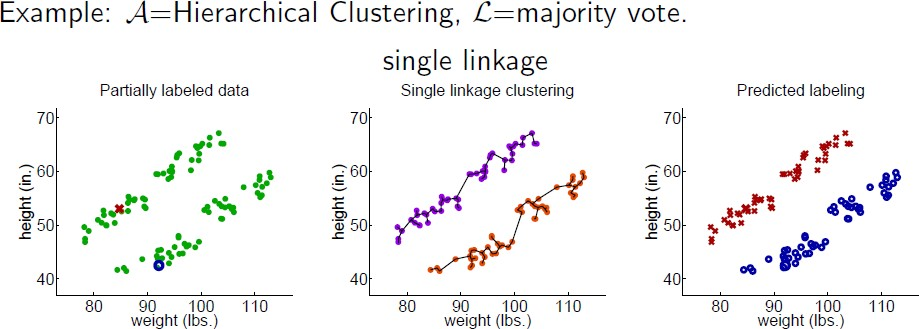 Example: 𝒜=Hierarchical Clustering, ℒ=majority vote.
single linkage
Partially labeled data
70
60
50
40
height (in.)
80 90 100 110
weight (lbs.)
Single linkage clustering
70
60
50
40
height (in.)
80 90 100 110
weight (lbs.)
Predicted labeling
70
60
50
40
height (in.)
80 90 100 110
weight (lbs.)